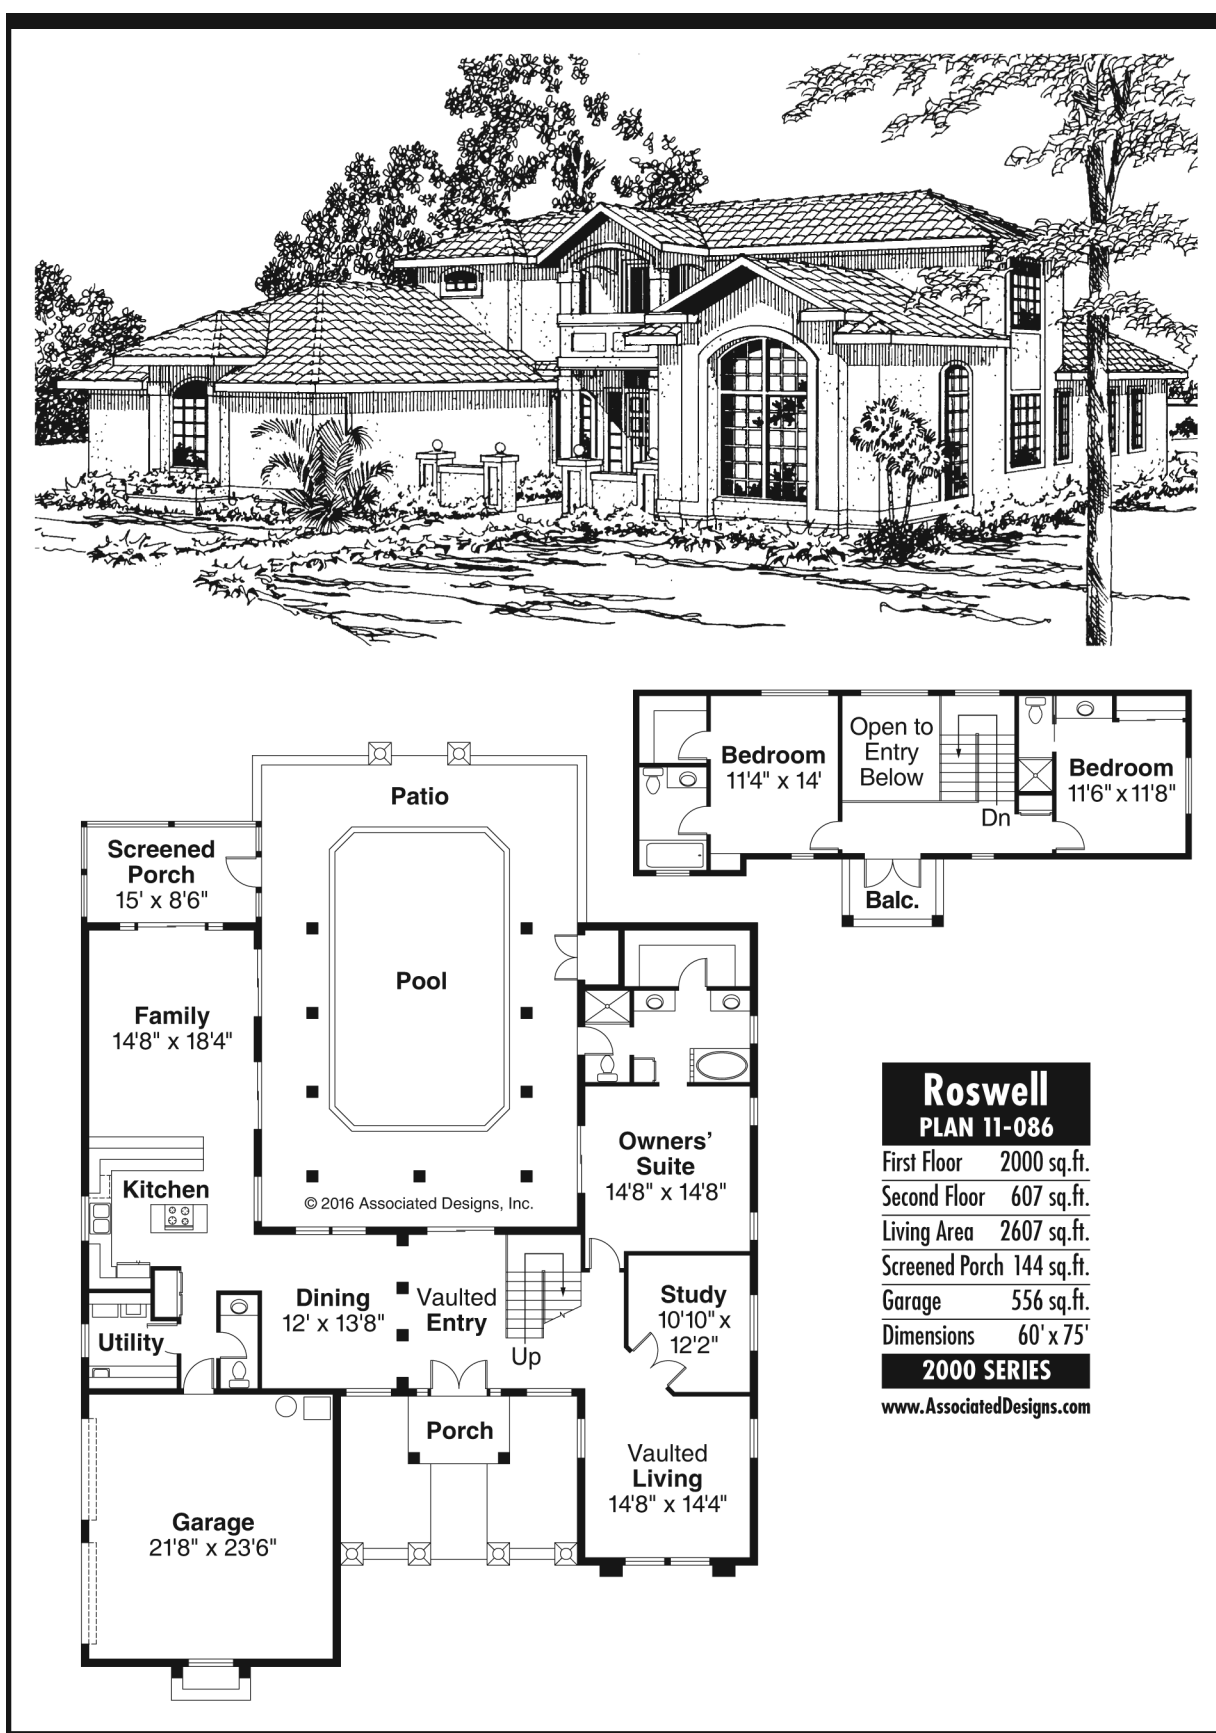 Bedroom
11'4" x 14'
Open to
Entry
Below
Dn
Bedroom
11'6" x 11'8"
Balc.
Patio
Screened
Porch
15' x 8'6"
Pool
Family
14'8" x 18'4"
Owners'
Suite
14'8" x 14'8"
Kitchen
© 2016 Associated Designs, Inc.
Dining
12' x 13'8"
Vaulted
Entry
Up
Study
10'10" x
12'2"
Utility
Porch
Vaulted
Living
14'8" x 14'4"
Garage
21'8" x 23'6"
Roswell
PLAN 11-086
First Floor 2000 sq.ft.
Second Floor 607 sq.ft.
Living Area 2607 sq.ft.
Screened Porch 144 sq.ft.
Garage 556 sq.ft.
Dimensions 60' x 75'
2000 SERIES
www.AssociatedDesigns.com